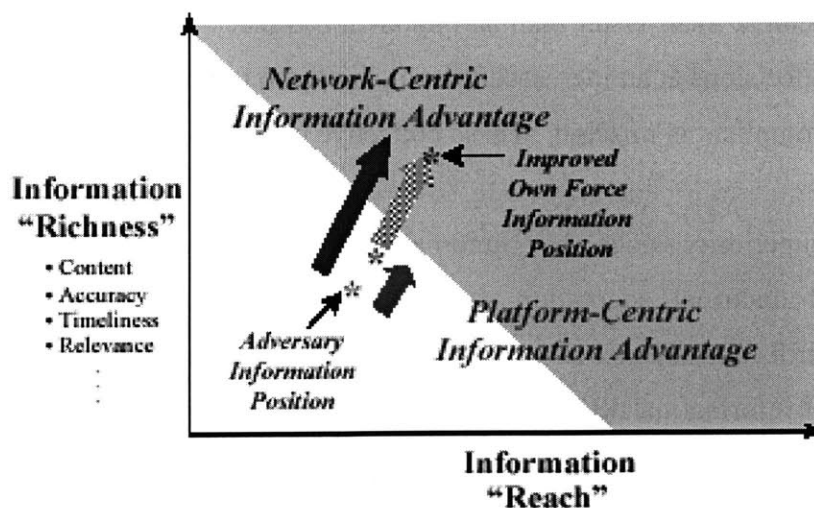 Network-Centric
Information Advantage
Improved
Own Force
Information
Position
Information
“Richness”
• Content
• Accuracy
• Timeliness
• Relevance
Adversary
Information
Position
Platform-Centric
Information Advantage
Information
“Reach”